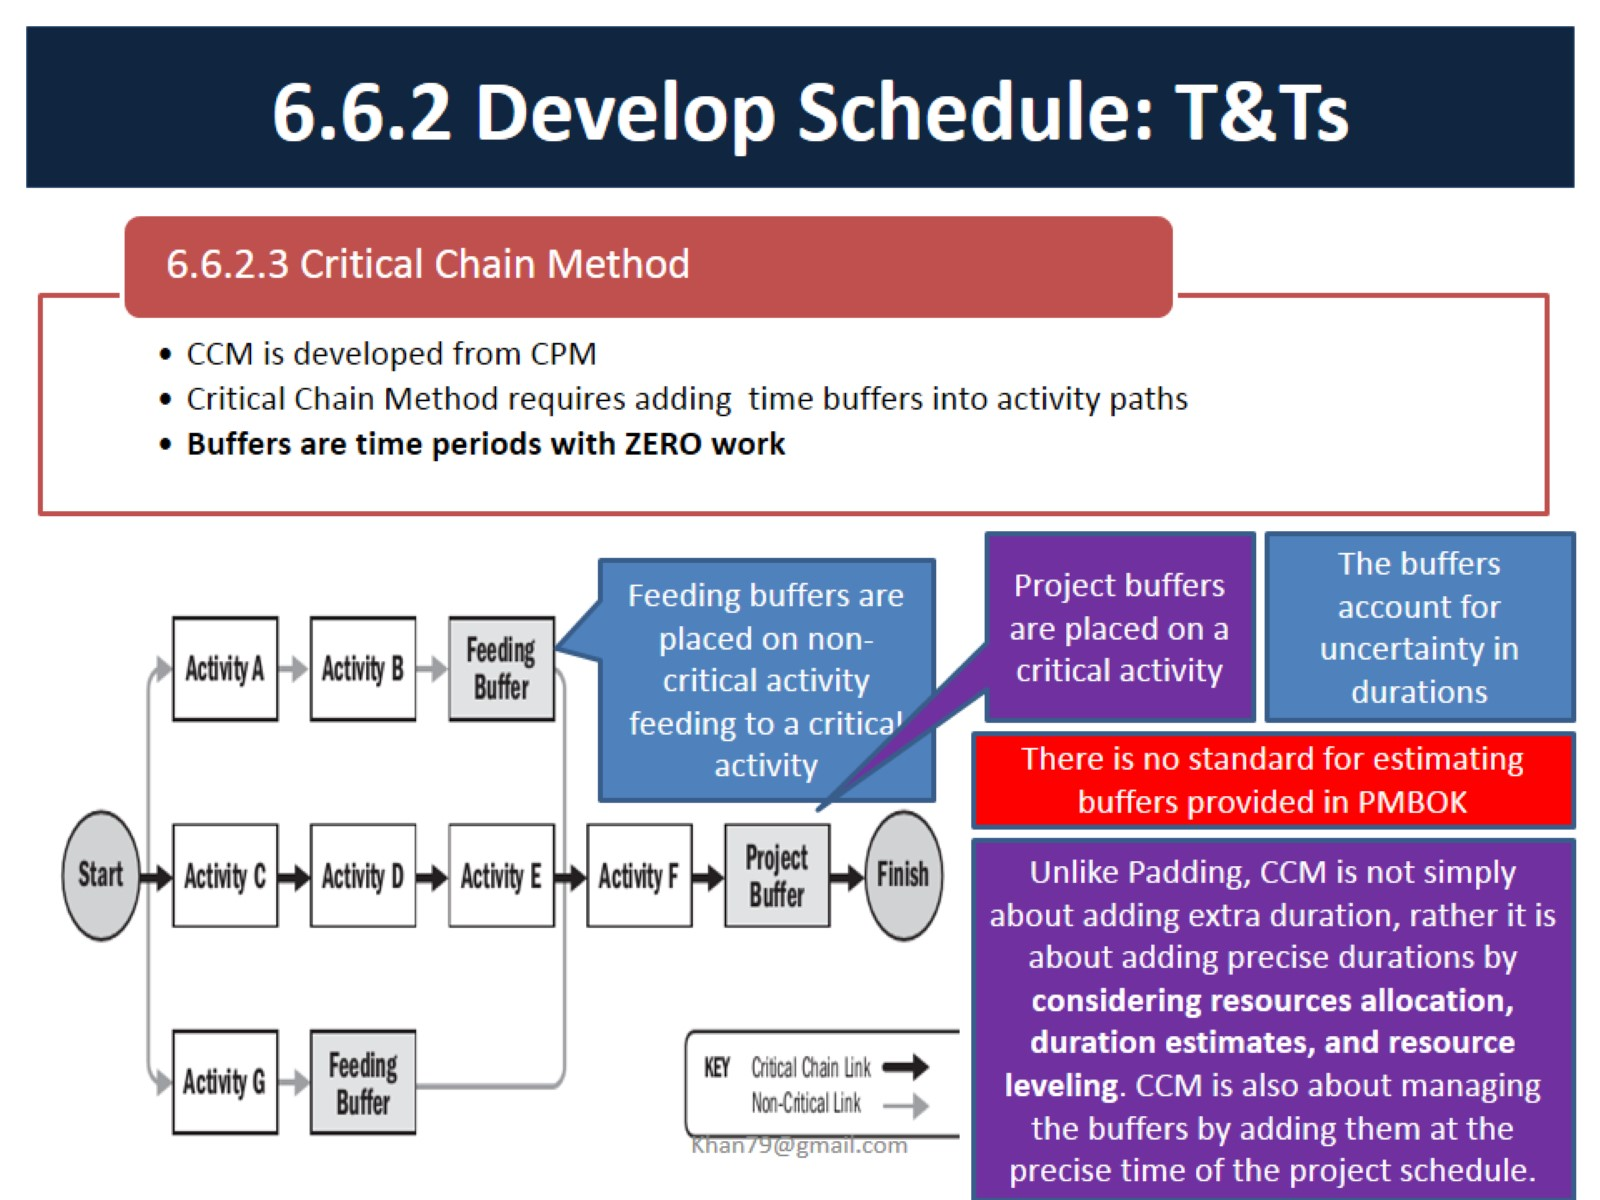 6.6.2 Develop Schedule: T&Ts
6.6.2.3 Critical Chain Method
• CCM is developed from CPM
• Critical Chain Method requires adding  time buffers into activity paths
• Buffers are time periods with ZERO work
Feeding buffers are
placed on non-
critical activity
feeding to a critical
activity
Project buffers
are placed on a
critical activity
The buffers
account for
uncertainty in
durations
There is no standard for estimating
buffers provided in PMBOK
Unlike Padding, CCM is not simply
about adding extra duration, rather it is
about adding precise durations by
considering resources allocation,
duration estimates, and resource
leveling. CCM is also about managing
the buffers by adding them at the
precise time of the project schedule.
Activity A
Activity B
Feeding
Buffer
Start
Activity C
Activity D
Activity E
Activity F
Project
Buffer
Finish
Activity G
Feeding
Buffer
KEY
Critical Chain Link
Non-Critical Link
Khan79@gmail.com